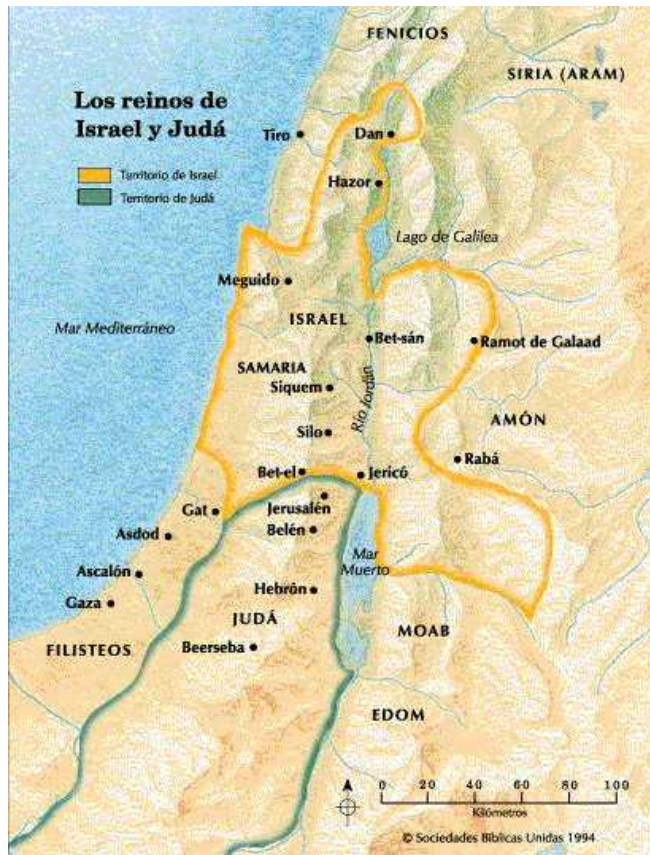 FENICIOS
SIRIA (ARAM)
Los reinos de
Israel y Judá
Territorio de Israel
Territorio de Judá
Tiro
Dan
Hazor
Lago de Galilea
Meguido
Mar Mediterráneo
ISRAEL
Bet-sán
Ramot de Galaad
SAMARIA
Siquem
Río Jordán
AMÓN
Silo
Rabá
Bet-el
Jericó
Gat
Jerusalén
Belén
Asdod
Mar
Muerto
Ascalón
Gaza
Hebrón
JUDÁ
MOAB
FILISTEOS
Beerseba
EDOM
0 20 40 60 80 100
Kilómetros
© Sociedades Bíblicas Unidas 1994